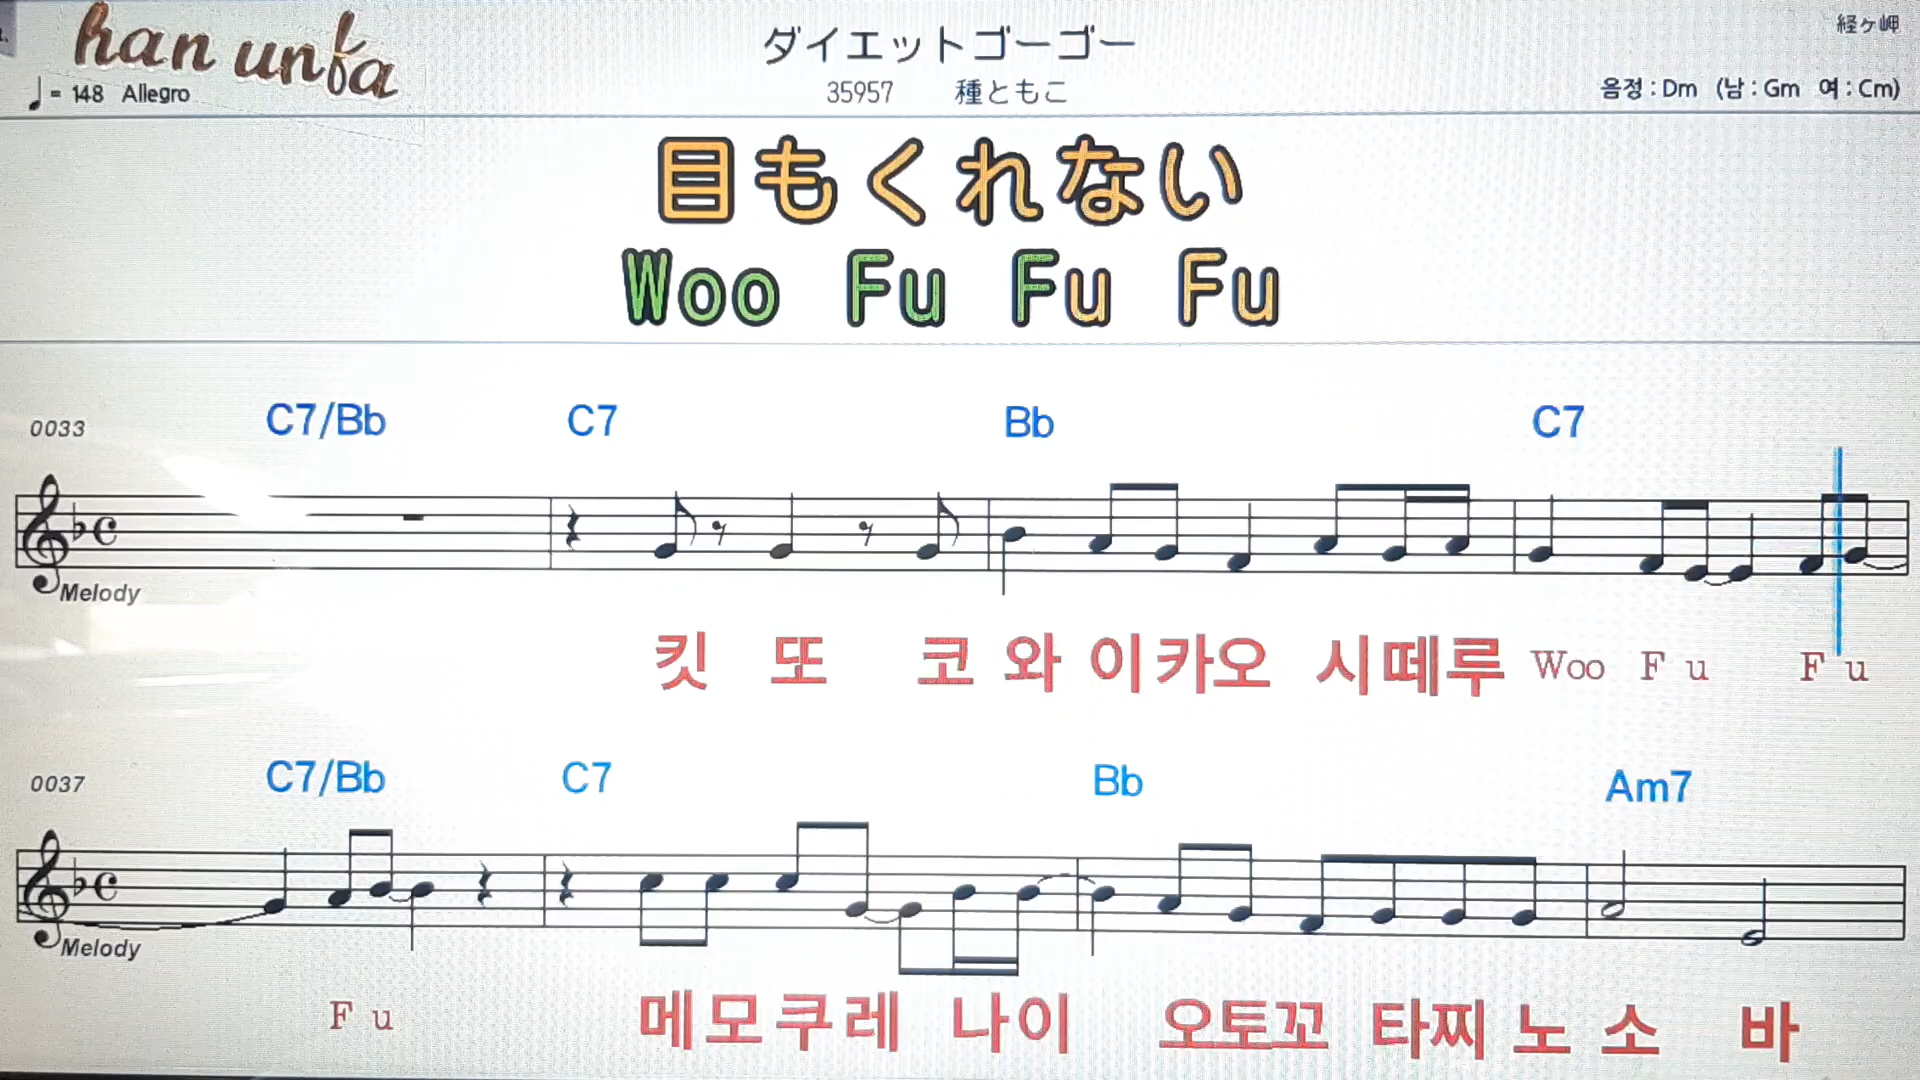 han unfa
ダイエットゴーゴー
経ヶ岬
♩= 148 Allegro
35957 種ともこ
음정 : Dm (남 : Gm 여 : Cm)
目もくれない
Woo Fu Fu Fu
0033 C7/Bb C7 Bb C7
Melody
킷 또 코 와 이 카 오 시 떼 루 Woo Fu Fu
0037 C7/Bb C7 Bb Am7
Melody
Fu 메 모 쿠 레 나 이 오 토 꼬 타 찌 노 소 바